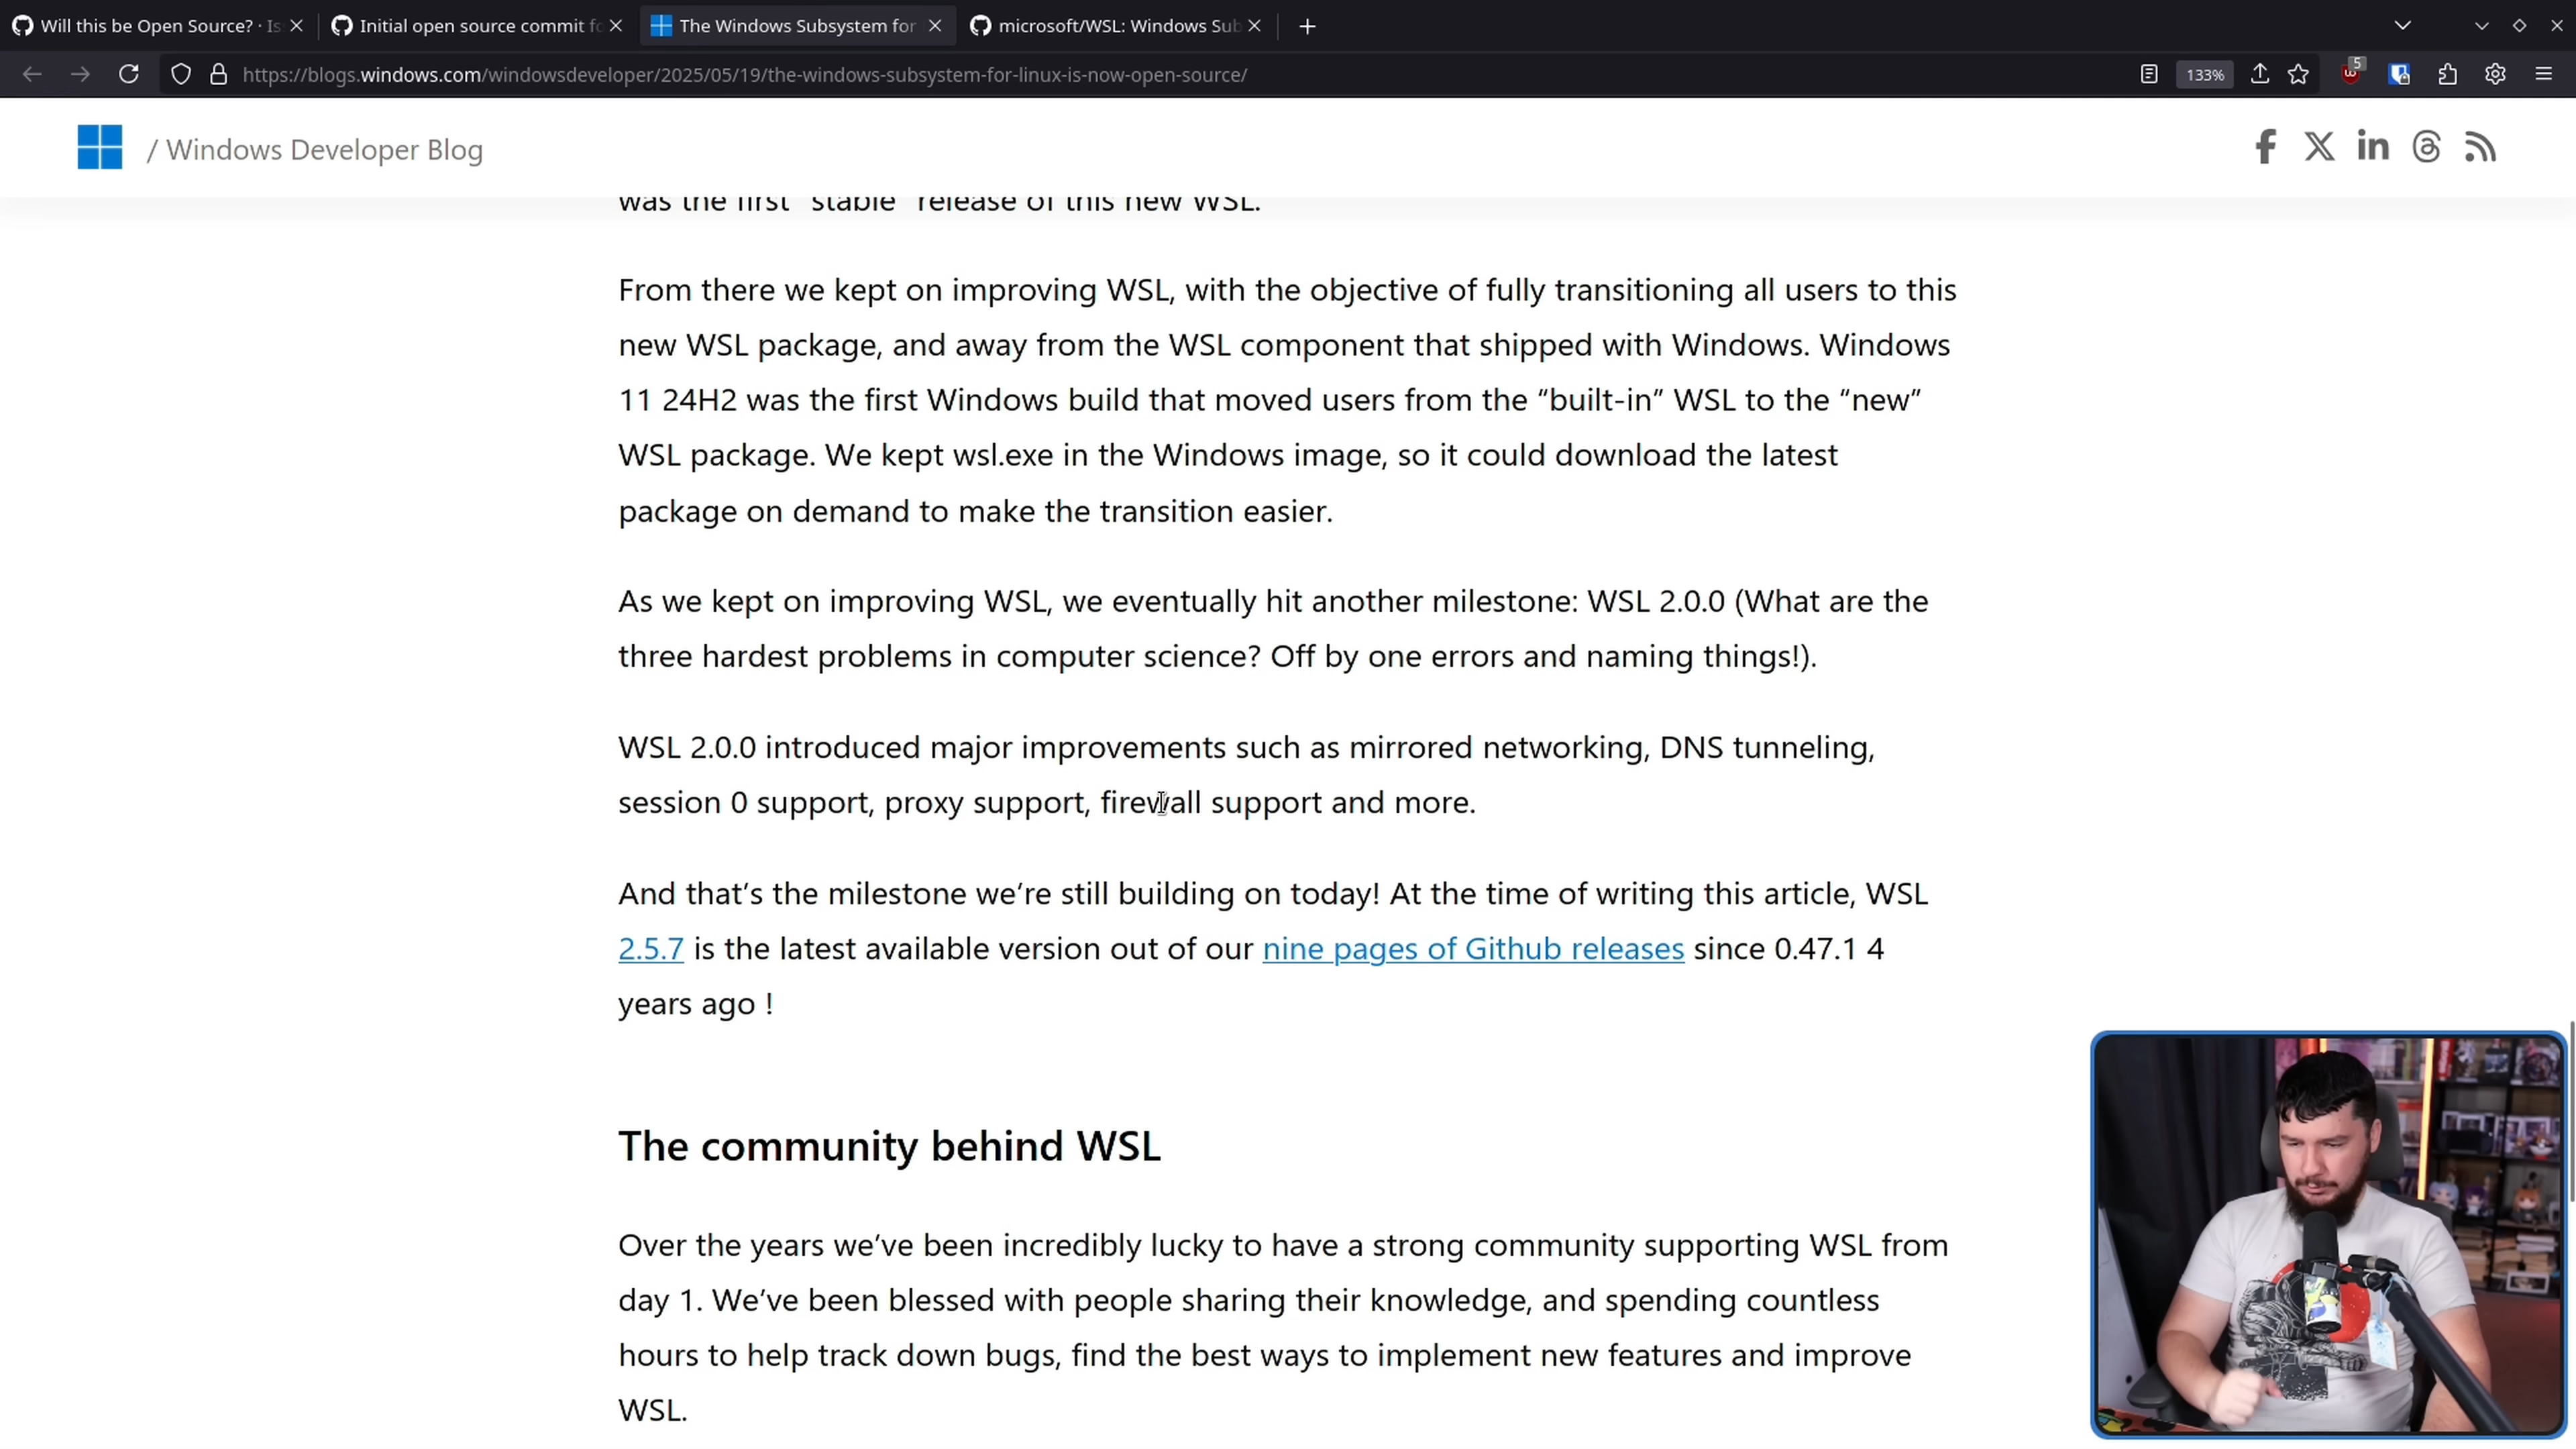 Will this be Open Source? · Is
Initial open source commit fo
The Windows Subsystem for
microsoft/WSL: Windows Sub
https://blogs.windows.com/windowsdeveloper/2025/05/19/the-windows-subsystem-for-linux-is-now-open-source/
133%
5
/ Windows Developer Blog
was the first “stable” release of this new WSL.
From there we kept on improving WSL, with the objective of fully transitioning all users to this
new WSL package, and away from the WSL component that shipped with Windows. Windows
11 24H2 was the first Windows build that moved users from the “built-in” WSL to the “new”
WSL package. We kept wsl.exe in the Windows image, so it could download the latest
package on demand to make the transition easier.
As we kept on improving WSL, we eventually hit another milestone: WSL 2.0.0 (What are the
three hardest problems in computer science? Off by one errors and naming things!).
WSL 2.0.0 introduced major improvements such as mirrored networking, DNS tunneling,
session 0 support, proxy support, firewall support and more.
And that’s the milestone we’re still building on today! At the time of writing this article, WSL
2.5.7 is the latest available version out of our nine pages of Github releases since 0.47.1 4
years ago !
The community behind WSL
Over the years we’ve been incredibly lucky to have a strong community supporting WSL from
day 1. We’ve been blessed with people sharing their knowledge, and spending countless
hours to help track down bugs, find the best ways to implement new features and improve
WSL.